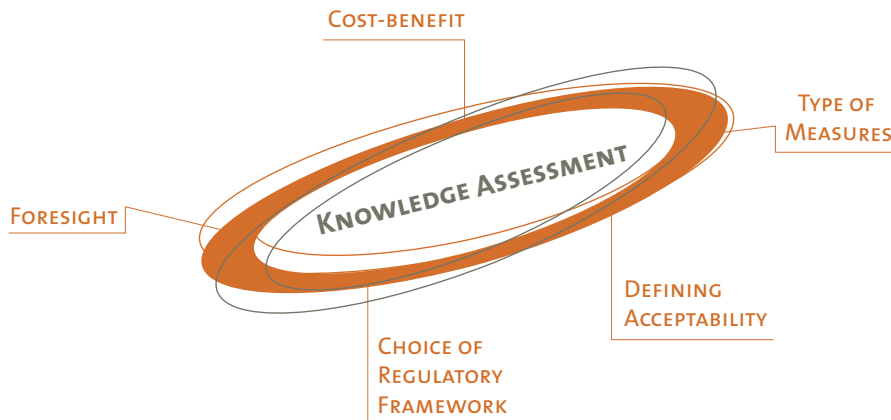 Cost-benefit
Type of
Measures
Knowledge Assessment
Foresight
Defining
Acceptability
Choice of
Regulatory
Framework